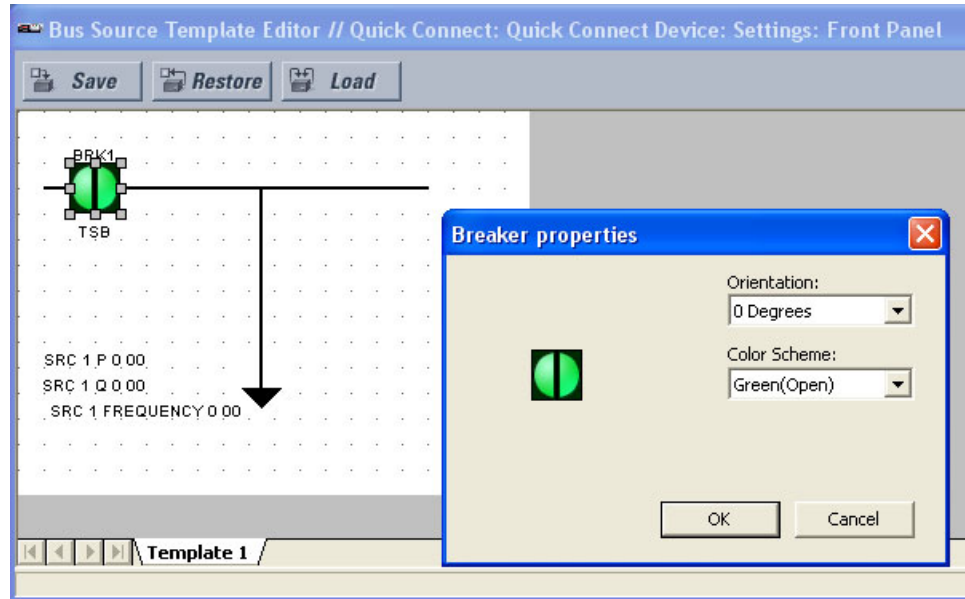 Bus Source Template Editor // Quick Connect: Quick Connect Device: Settings: Front Panel
Save Restore Load
BRK1
TSB
SRC 1 P 0 00
SRC 1 Q 0 00
SRC 1 FREQUENCY 0 00
Breaker properties
Orientation:
0 Degrees
Color Scheme:
Green(Open)
OK Cancel
Template 1